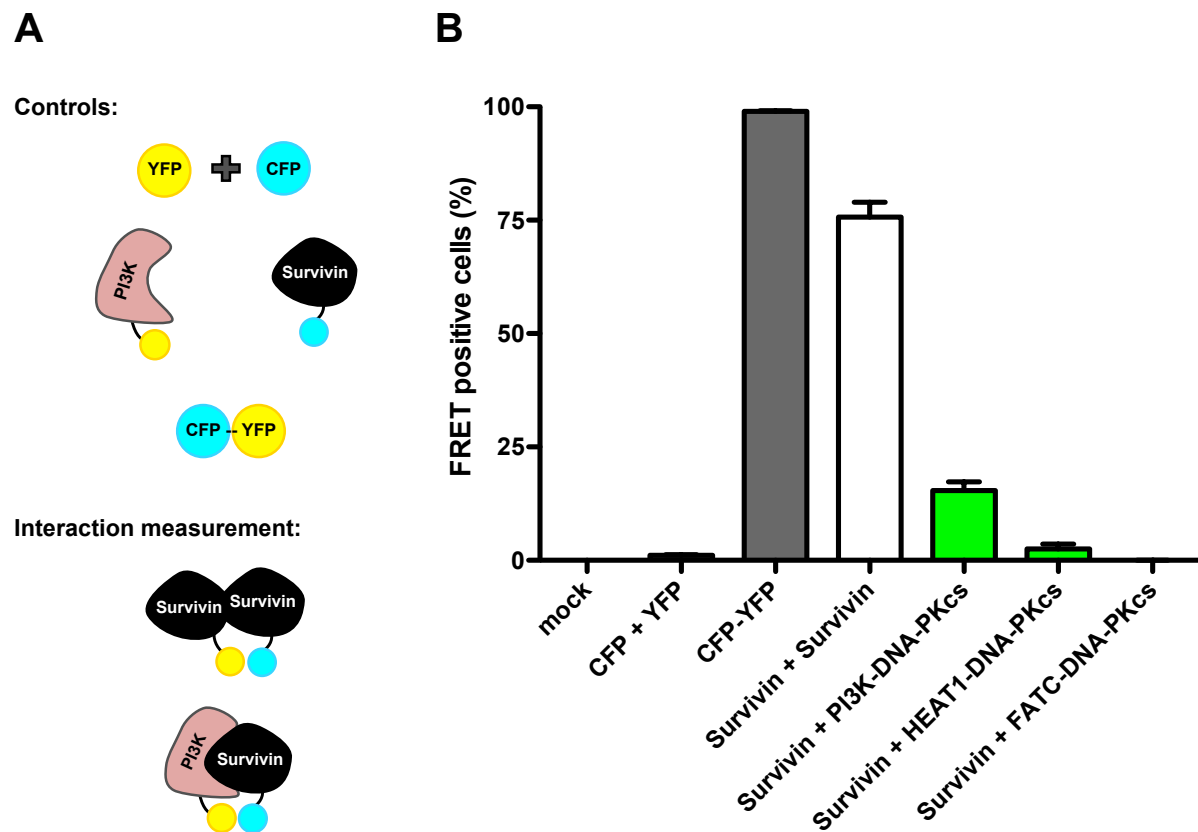 A
Controls:
YFP
CFP
PI3K
Survivin
CFP -- YFP
Interaction measurement:
Survivin
Survivin
PI3K
Survivin
B
FRET positive cells (%)
100
75
50
25
0
mock
CFP + YFP
CFP-YFP
Survivin + Survivin
Survivin + PI3K-DNA-PKcs
Survivin + HEAT1-DNA-PKcs
Survivin + FATC-DNA-PKcs